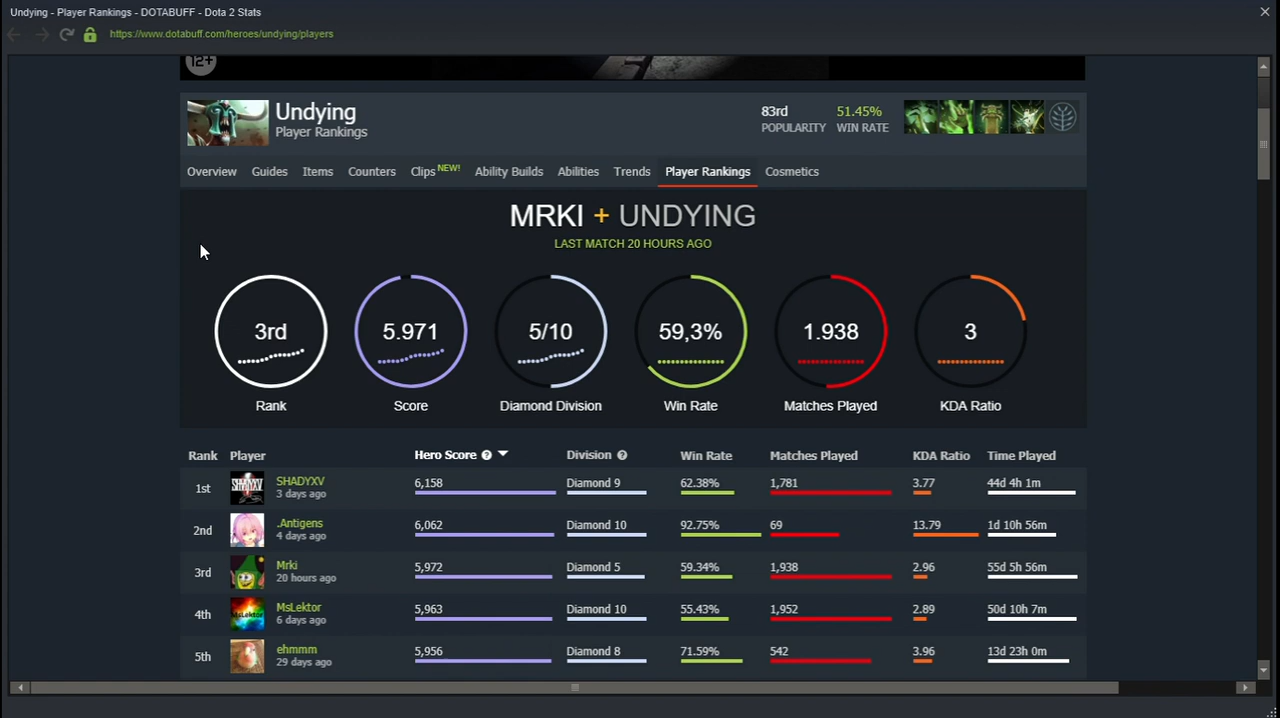 Undying - Player Rankings - DOTABUFF - Dota 2 Stats
https://www.dotabuff.com/heroes/undying/players
12+
Undying
Player Rankings
83rd 51.45%
POPULARITY WIN RATE
Overview Guides Items Counters Clips NEW! Ability Builds Abilities Trends Player Rankings Cosmetics
MRKI + UNDYING
LAST MATCH 20 HOURS AGO
3rd 5.971 5/10 59,3% 1.938 3
Rank Score Diamond Division Win Rate Matches Played KDA Ratio
Rank Player Hero Score Division Win Rate Matches Played KDA Ratio Time Played
1st SHADYXV 3 days ago 6,158 Diamond 9 62.38% 1,781 3.77 44d 4h 1m
2nd .Antigens 4 days ago 6,062 Diamond 10 92.75% 69 13.79 1d 10h 56m
3rd Mrki 20 hours ago 5,972 Diamond 5 59.34% 1,938 2.96 55d 5h 56m
4th MsLektor 6 days ago 5,963 Diamond 10 55.43% 1,952 2.89 50d 10h 7m
5th ehmmm 29 days ago 5,956 Diamond 8 71.59% 542 3.96 13d 23h 0m